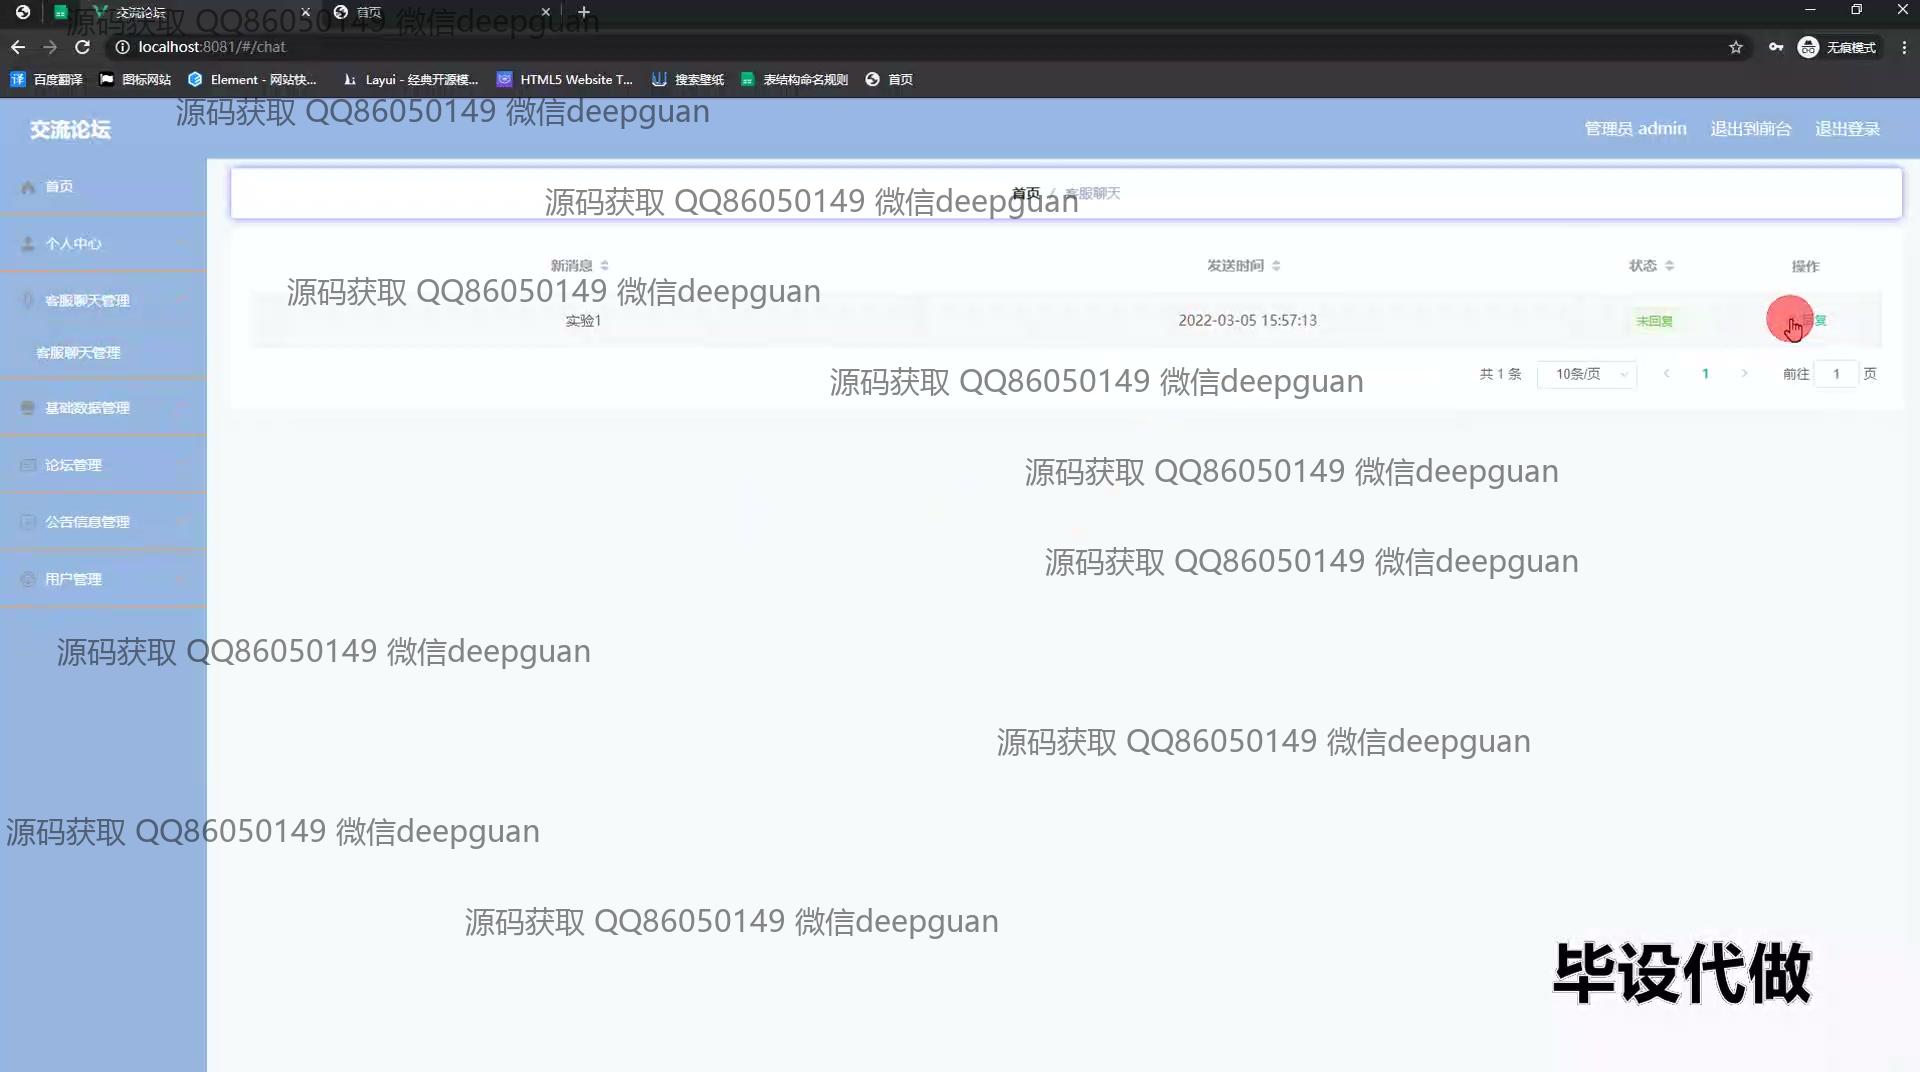 交流论坛
首页
源码获取 QQ86050149 微信deepguan
localhost:8081/#/chat
无痕模式
百度翻译 图标网站 Element - 网站快... Layui - 经典开源模... HTML5 Website T... 搜索壁纸 表结构命名规则 首页
源码获取 QQ86050149 微信deepguan
交流论坛
管理员 admin 退出到前台 退出登录
首页
首页 / 客服聊天
源码获取 QQ86050149 微信deepguan
个人中心
新消息 发送时间 状态 操作
源码获取 QQ86050149 微信deepguan
客服聊天管理
实验1 2022-03-05 15:57:13 未回复 复
客服聊天管理
共 1 条 10条/页 1 前往 1 页
源码获取 QQ86050149 微信deepguan
基础数据管理
论坛管理
源码获取 QQ86050149 微信deepguan
公告信息管理
源码获取 QQ86050149 微信deepguan
用户管理
源码获取 QQ86050149 微信deepguan
源码获取 QQ86050149 微信deepguan
源码获取 QQ86050149 微信deepguan
源码获取 QQ86050149 微信deepguan
毕设代做